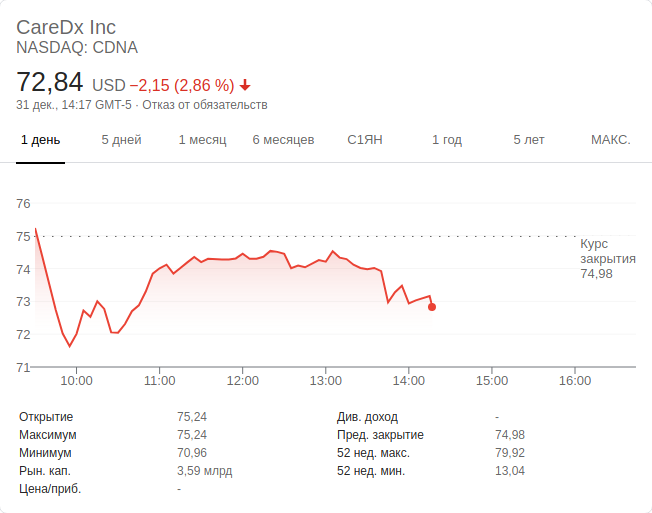 CareDx Inc
NASDAQ: CDNA
72,84 USD −2,15 (2,86 %)
31 дек., 14:17 GMT-5 · Отказ от обязательств
1 день 5 дней 1 месяц 6 месяцев С1ЯН 1 год 5 лет МАКС.
76
75
74
73
72
71
Курс
закрытия
74,98
10:00 11:00 12:00 13:00 14:00 15:00 16:00
Открытие 75,24 Див. доход -
Максимум 75,24 Пред. закрытие 74,98
Минимум 70,96 52 нед. макс. 79,92
Рын. кап. 3,59 млрд 52 нед. мин. 13,04
Цена/приб. -